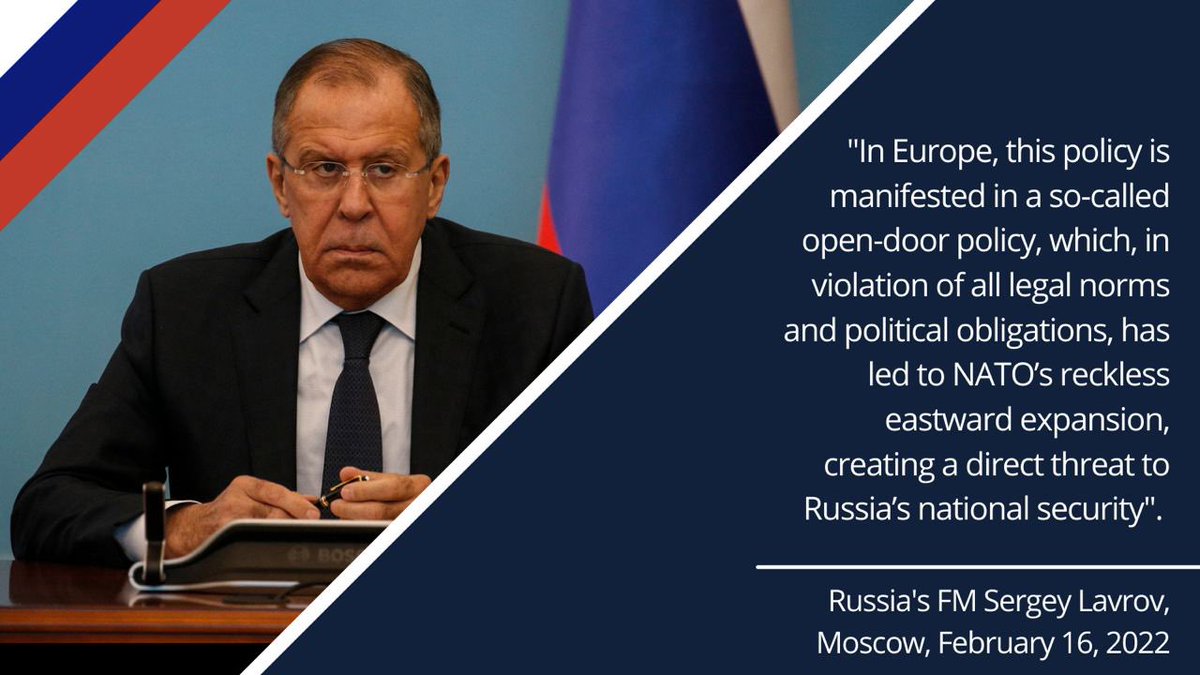 "In Europe, this policy is
manifested in a so-called
open-door policy, which, in
violation of all legal norms
and political obligations, has
led to NATO’s reckless
eastward expansion,
creating a direct threat to
Russia’s national security".
Russia's FM Sergey Lavrov,
Moscow, February 16, 2022
BOSCH